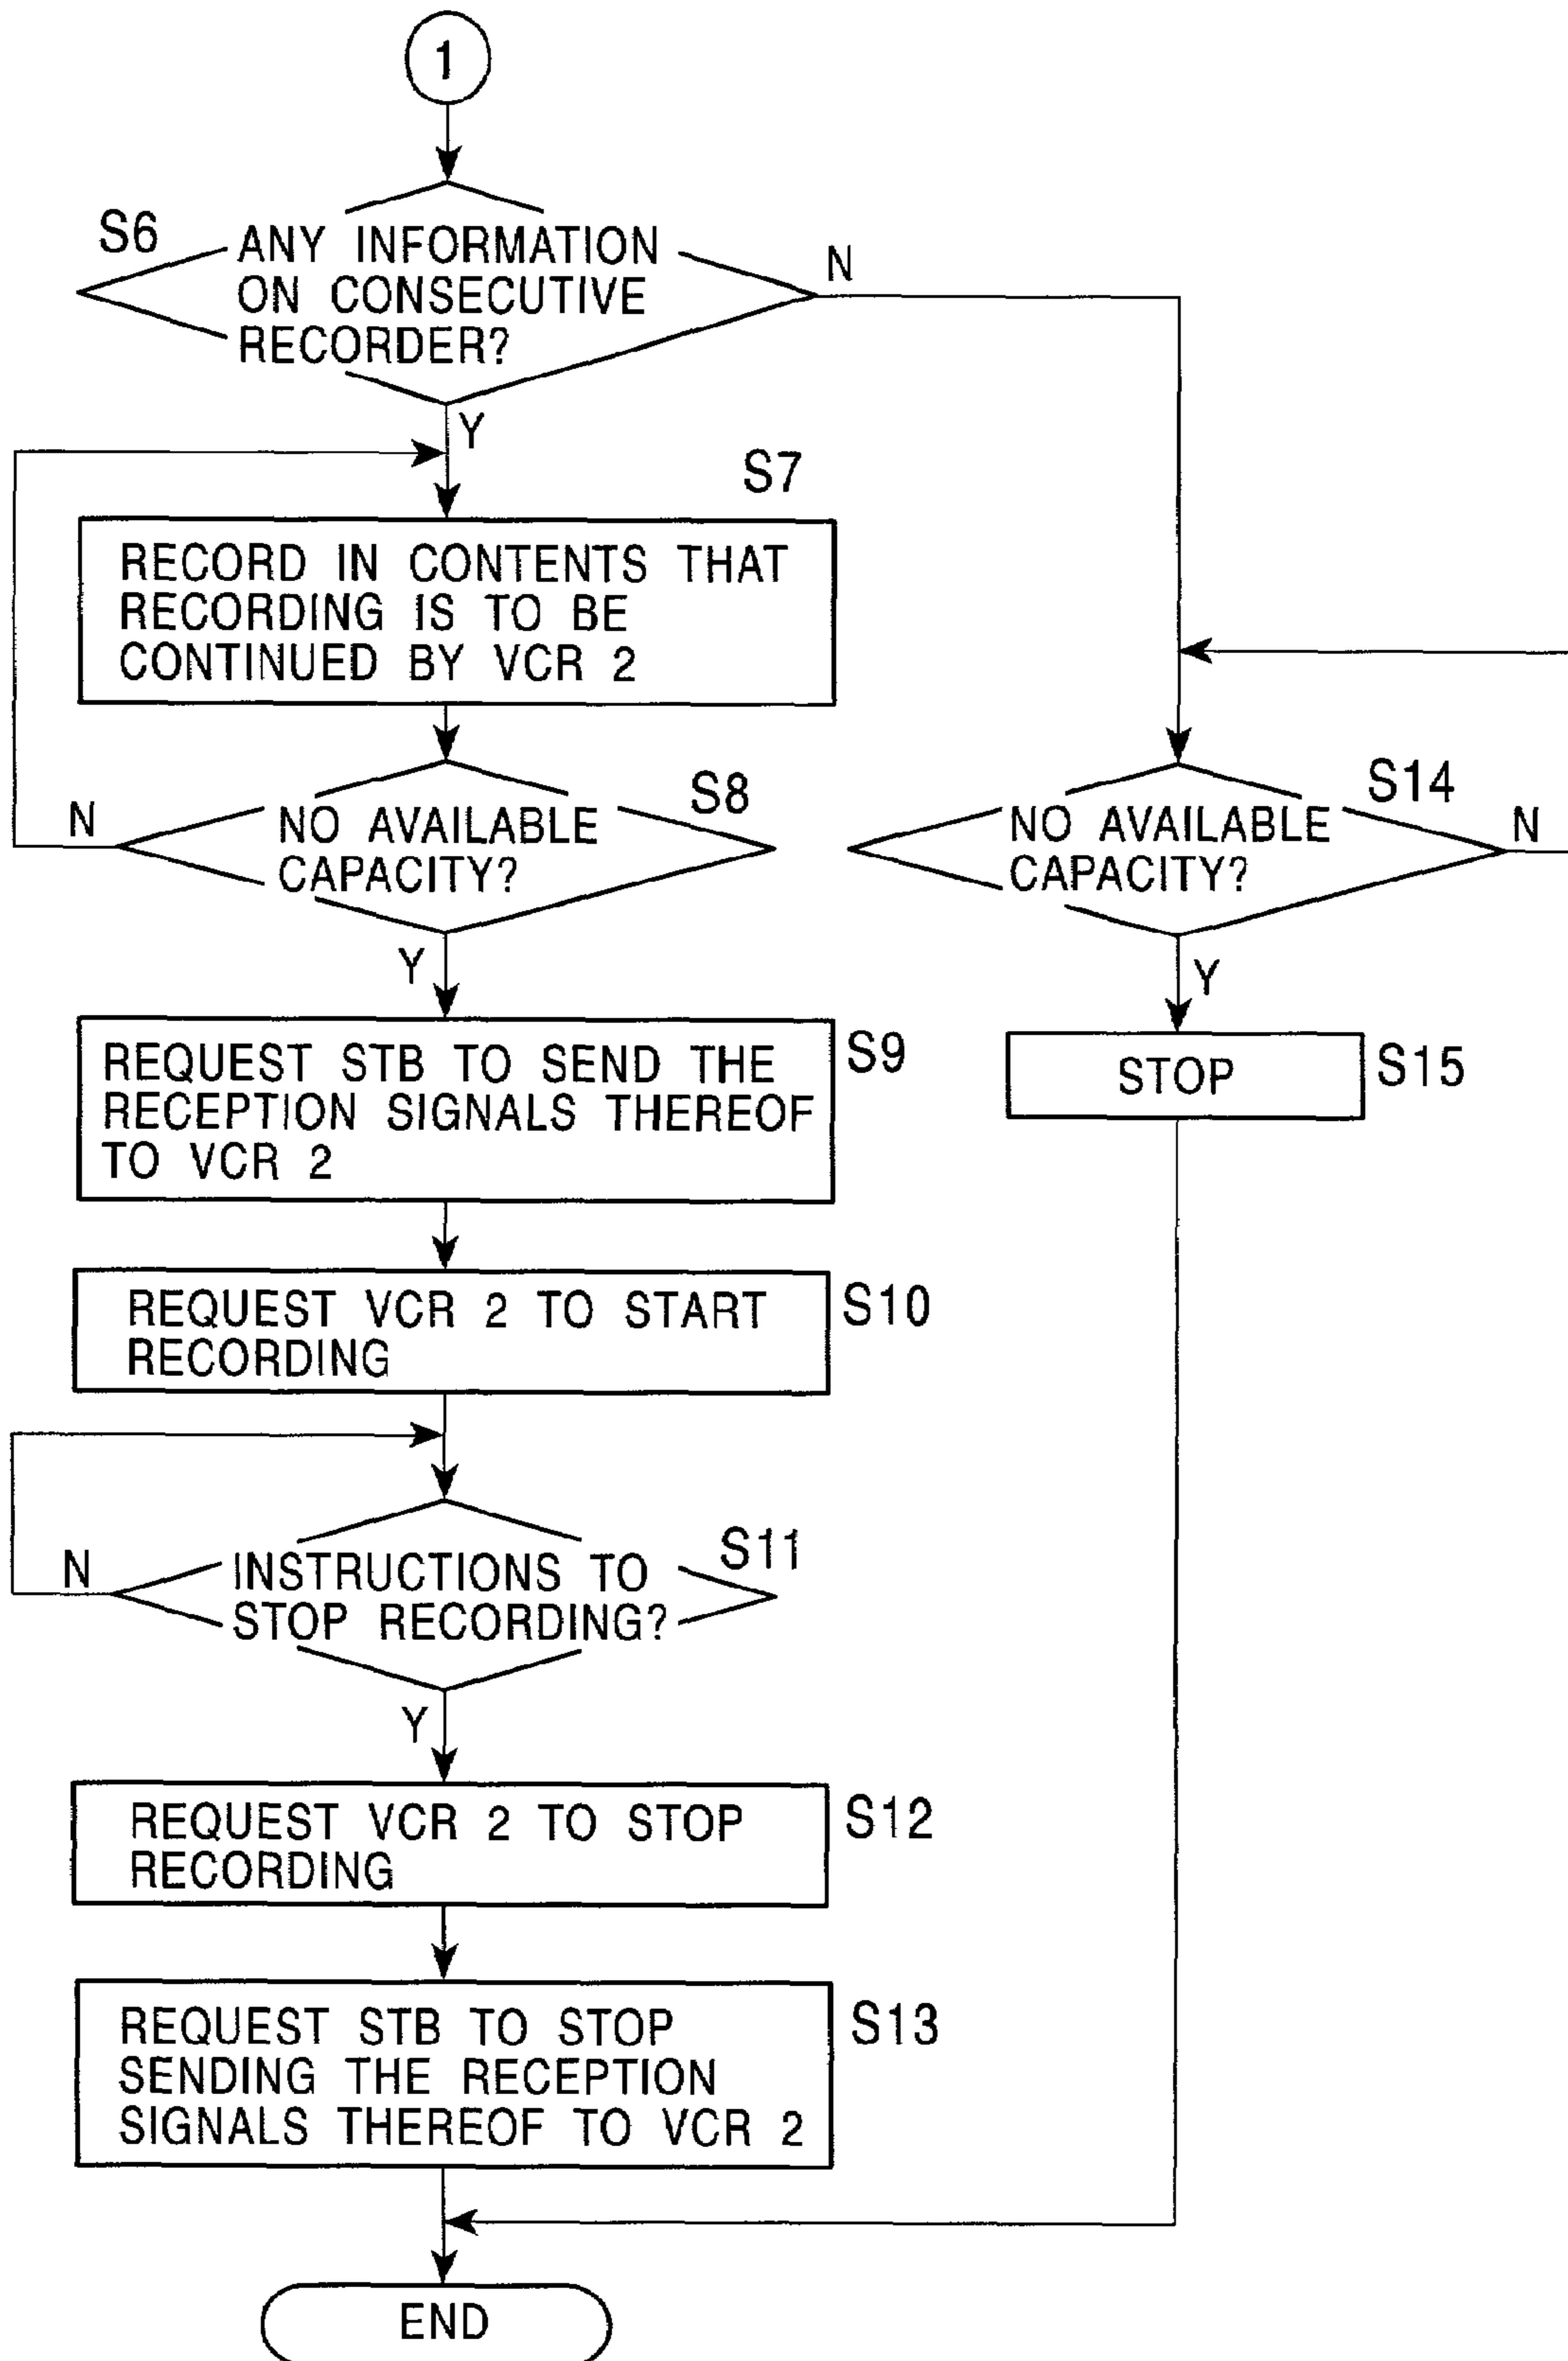 1
S6
ANY INFORMATION
ON CONSECUTIVE
RECORDER?
N
Y
S7
RECORD IN CONTENTS THAT
RECORDING IS TO BE
CONTINUED BY VCR 2
S8
NO AVAILABLE
CAPACITY?
N
Y
S9
REQUEST STB TO SEND THE
RECEPTION SIGNALS THEREOF
TO VCR 2
S10
REQUEST VCR 2 TO START
RECORDING
S11
INSTRUCTIONS TO
STOP RECORDING?
N
Y
S12
REQUEST VCR 2 TO STOP
RECORDING
S13
REQUEST STB TO STOP
SENDING THE RECEPTION
SIGNALS THEREOF TO VCR 2
S14
NO AVAILABLE
CAPACITY?
N
Y
STOP
S15
END